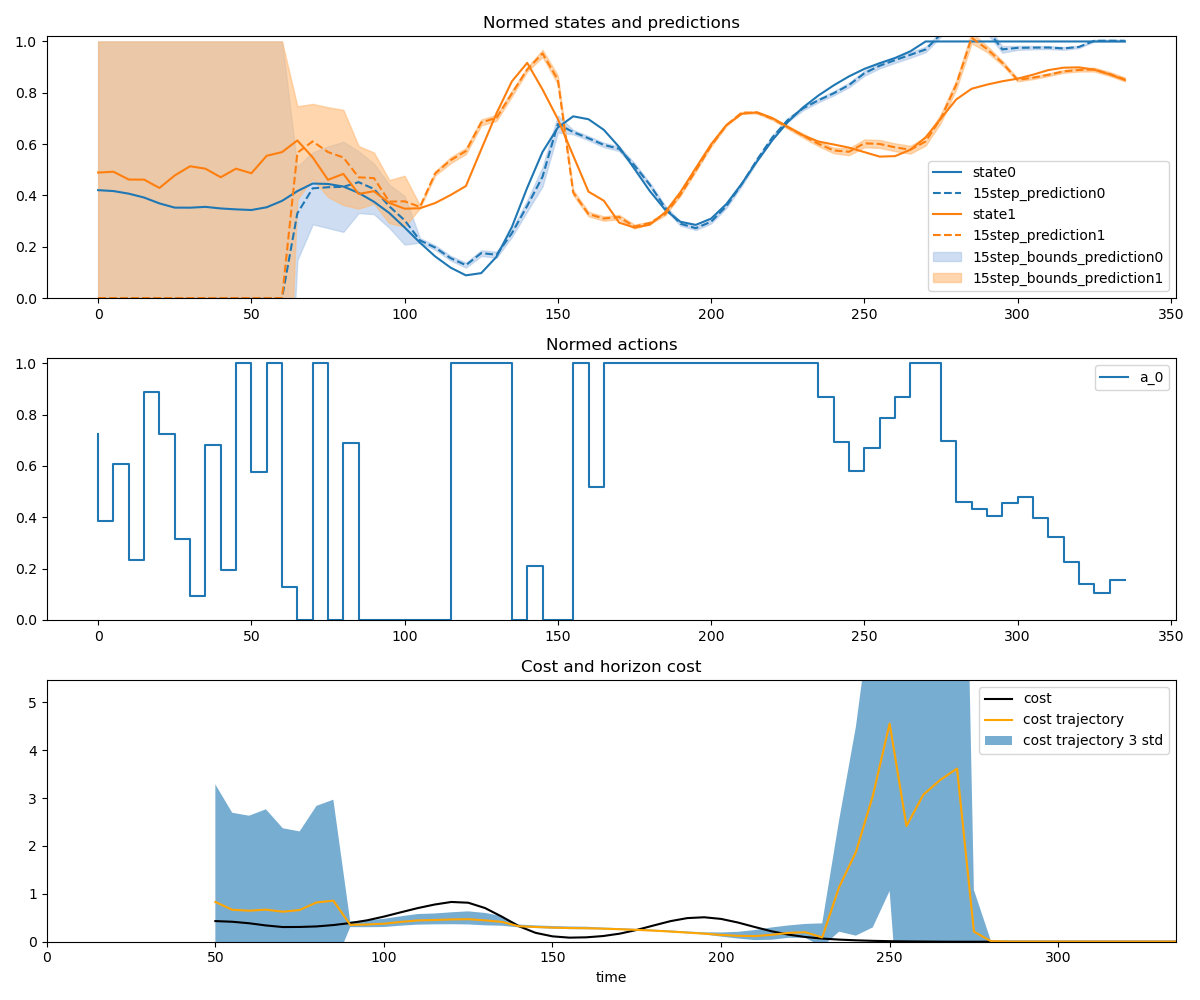 Normed states and predictions
1.0
0.8
0.6
0.4
0.2
0.0
state0
15step_prediction0
state1
15step_prediction1
15step_bounds_prediction0
15step_bounds_prediction1
0 50 100 150 200 250 300 350
Normed actions
1.0
0.8
0.6
0.4
0.2
0.0
a_0
0 50 100 150 200 250 300 350
Cost and horizon cost
5
4
3
2
1
0
cost
cost trajectory
cost trajectory 3 std
0 50 100 150 200 250 300
time